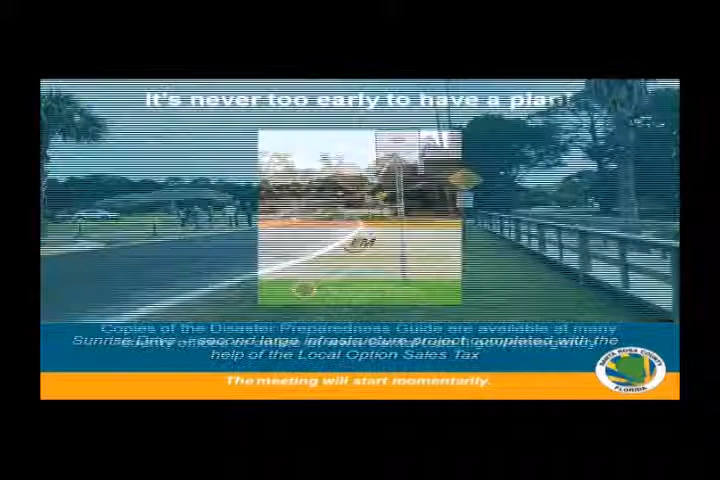 It's never too early to have a plan!
EM
Copies of the Disaster Preparedness Guide are available at many
Sunrise Drive - second large infrastructure project completed with the
help of the Local Option Sales Tax
The meeting will start momentarily.
SANTA ROSA COUNTY
FLORIDA